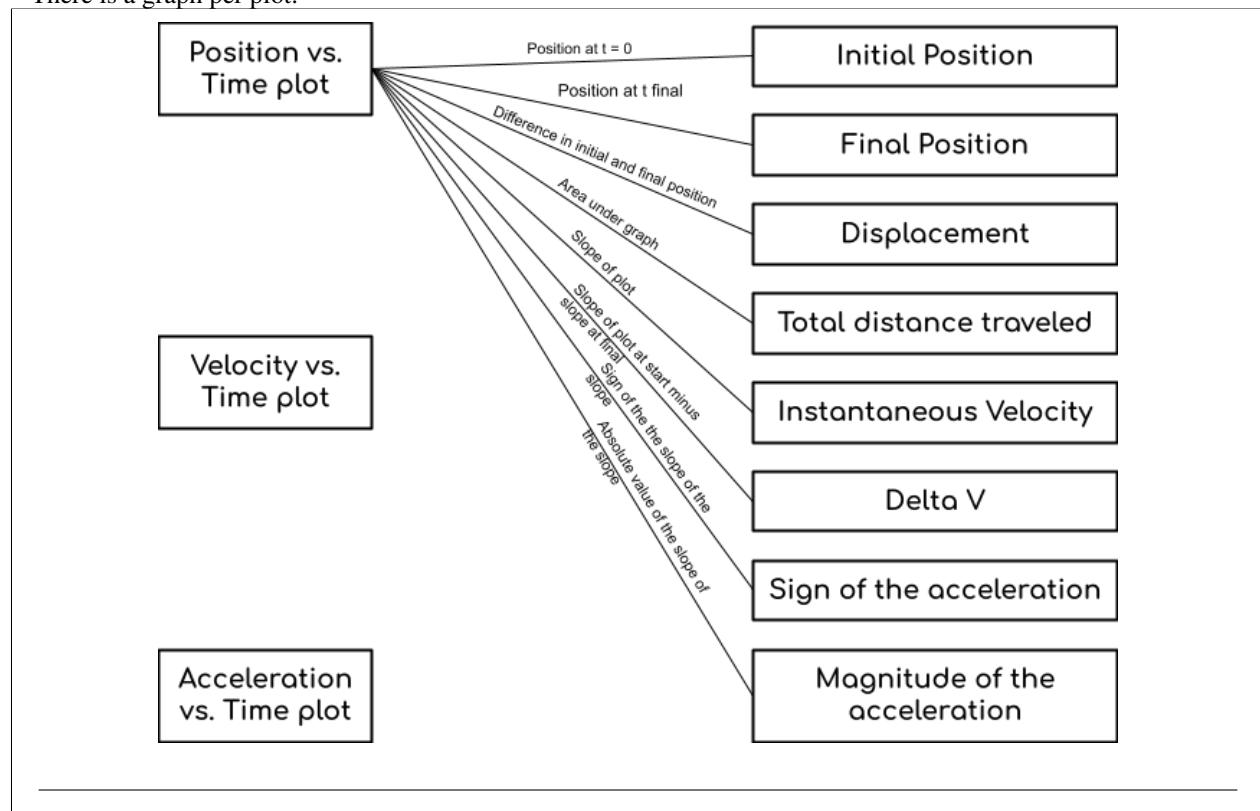 There is a graph per plot.
Position vs.
Time plot
Position at t = 0
Initial Position
Position at t final
Final Position
Difference in initial and final position
Displacement
Area under graph
Total distance traveled
Slope of plot
Instantaneous Velocity
Slope of plot at start minus
slope at final
Delta V
Sign of the the slope of the
slope
Sign of the acceleration
Absolute value of the slope of
the slope
Magnitude of the
acceleration
Velocity vs.
Time plot
Acceleration
vs. Time plot